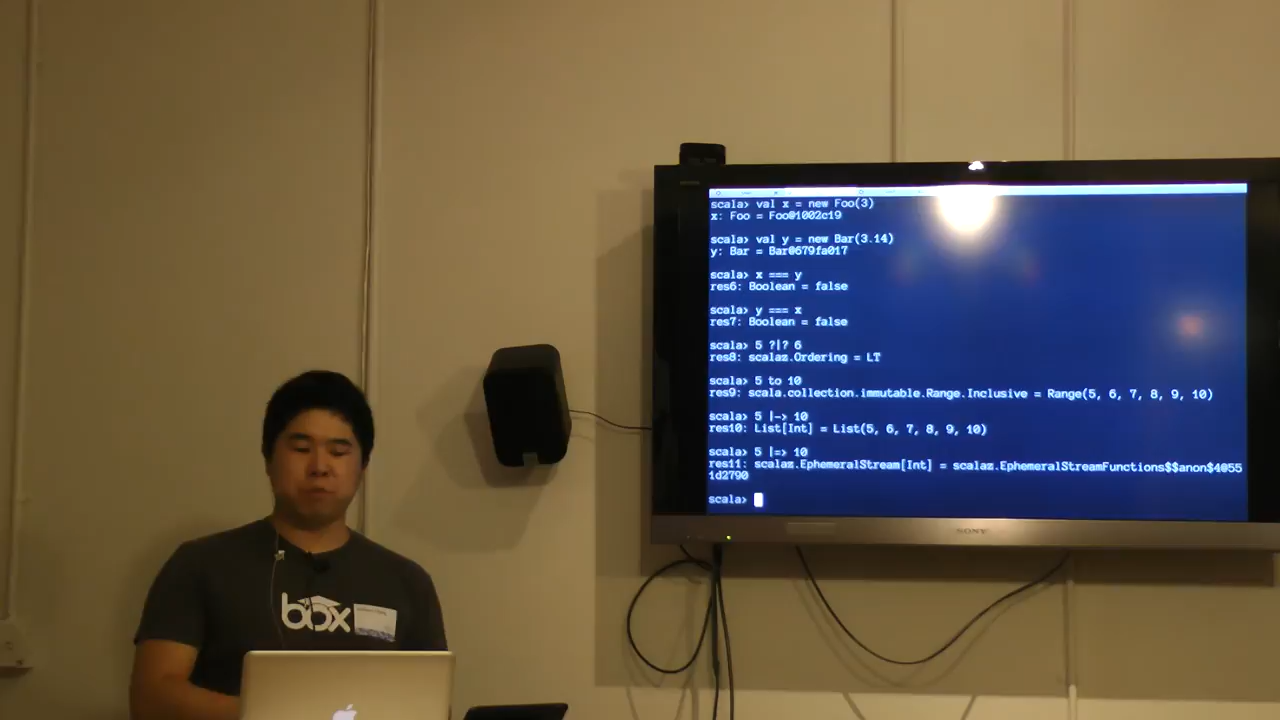 scala> val x = new Foo(3)
x: Foo = Foo@1002c19
scala> val y = new Bar(3.14)
y: Bar = Bar@679fa017
scala> x === y
res6: Boolean = false
scala> y === x
res7: Boolean = false
scala> 5 ?|? 6
res8: scalaz.Ordering = LT
scala> 5 to 10
res9: scala.collection.immutable.Range.Inclusive = Range(5, 6, 7, 8, 9, 10)
scala> 5 |-> 10
res10: List[Int] = List(5, 6, 7, 8, 9, 10)
scala> 5 |=> 10
res11: scalaz.EphemeralStream[Int] = scalaz.EphemeralStreamFunctions$$anon$4@55
1d2790
scala>
SONY
box